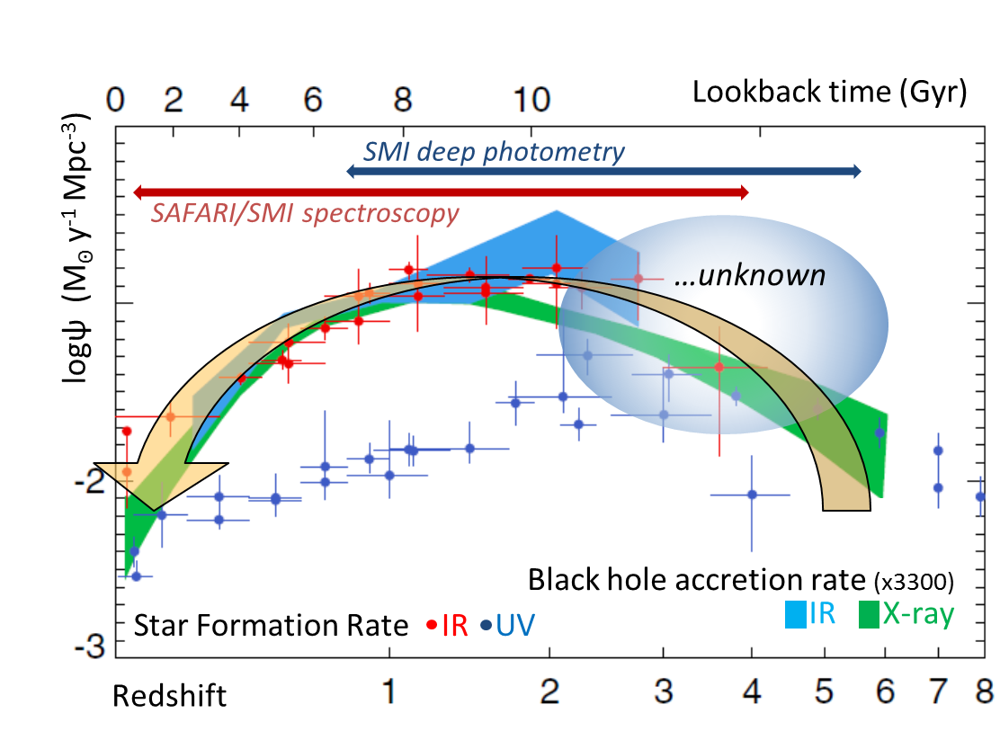 0 2 4 6 8 10 Lookback time (Gyr)
logψ (M⊙ y⁻¹ Mpc⁻³)
SMI deep photometry
SAFARI/SMI spectroscopy
...unknown
-2
Black hole accretion rate (x3300)
IR X-ray
Star Formation Rate • IR • UV
-3
Redshift 1 2 3 4 5 6 7 8